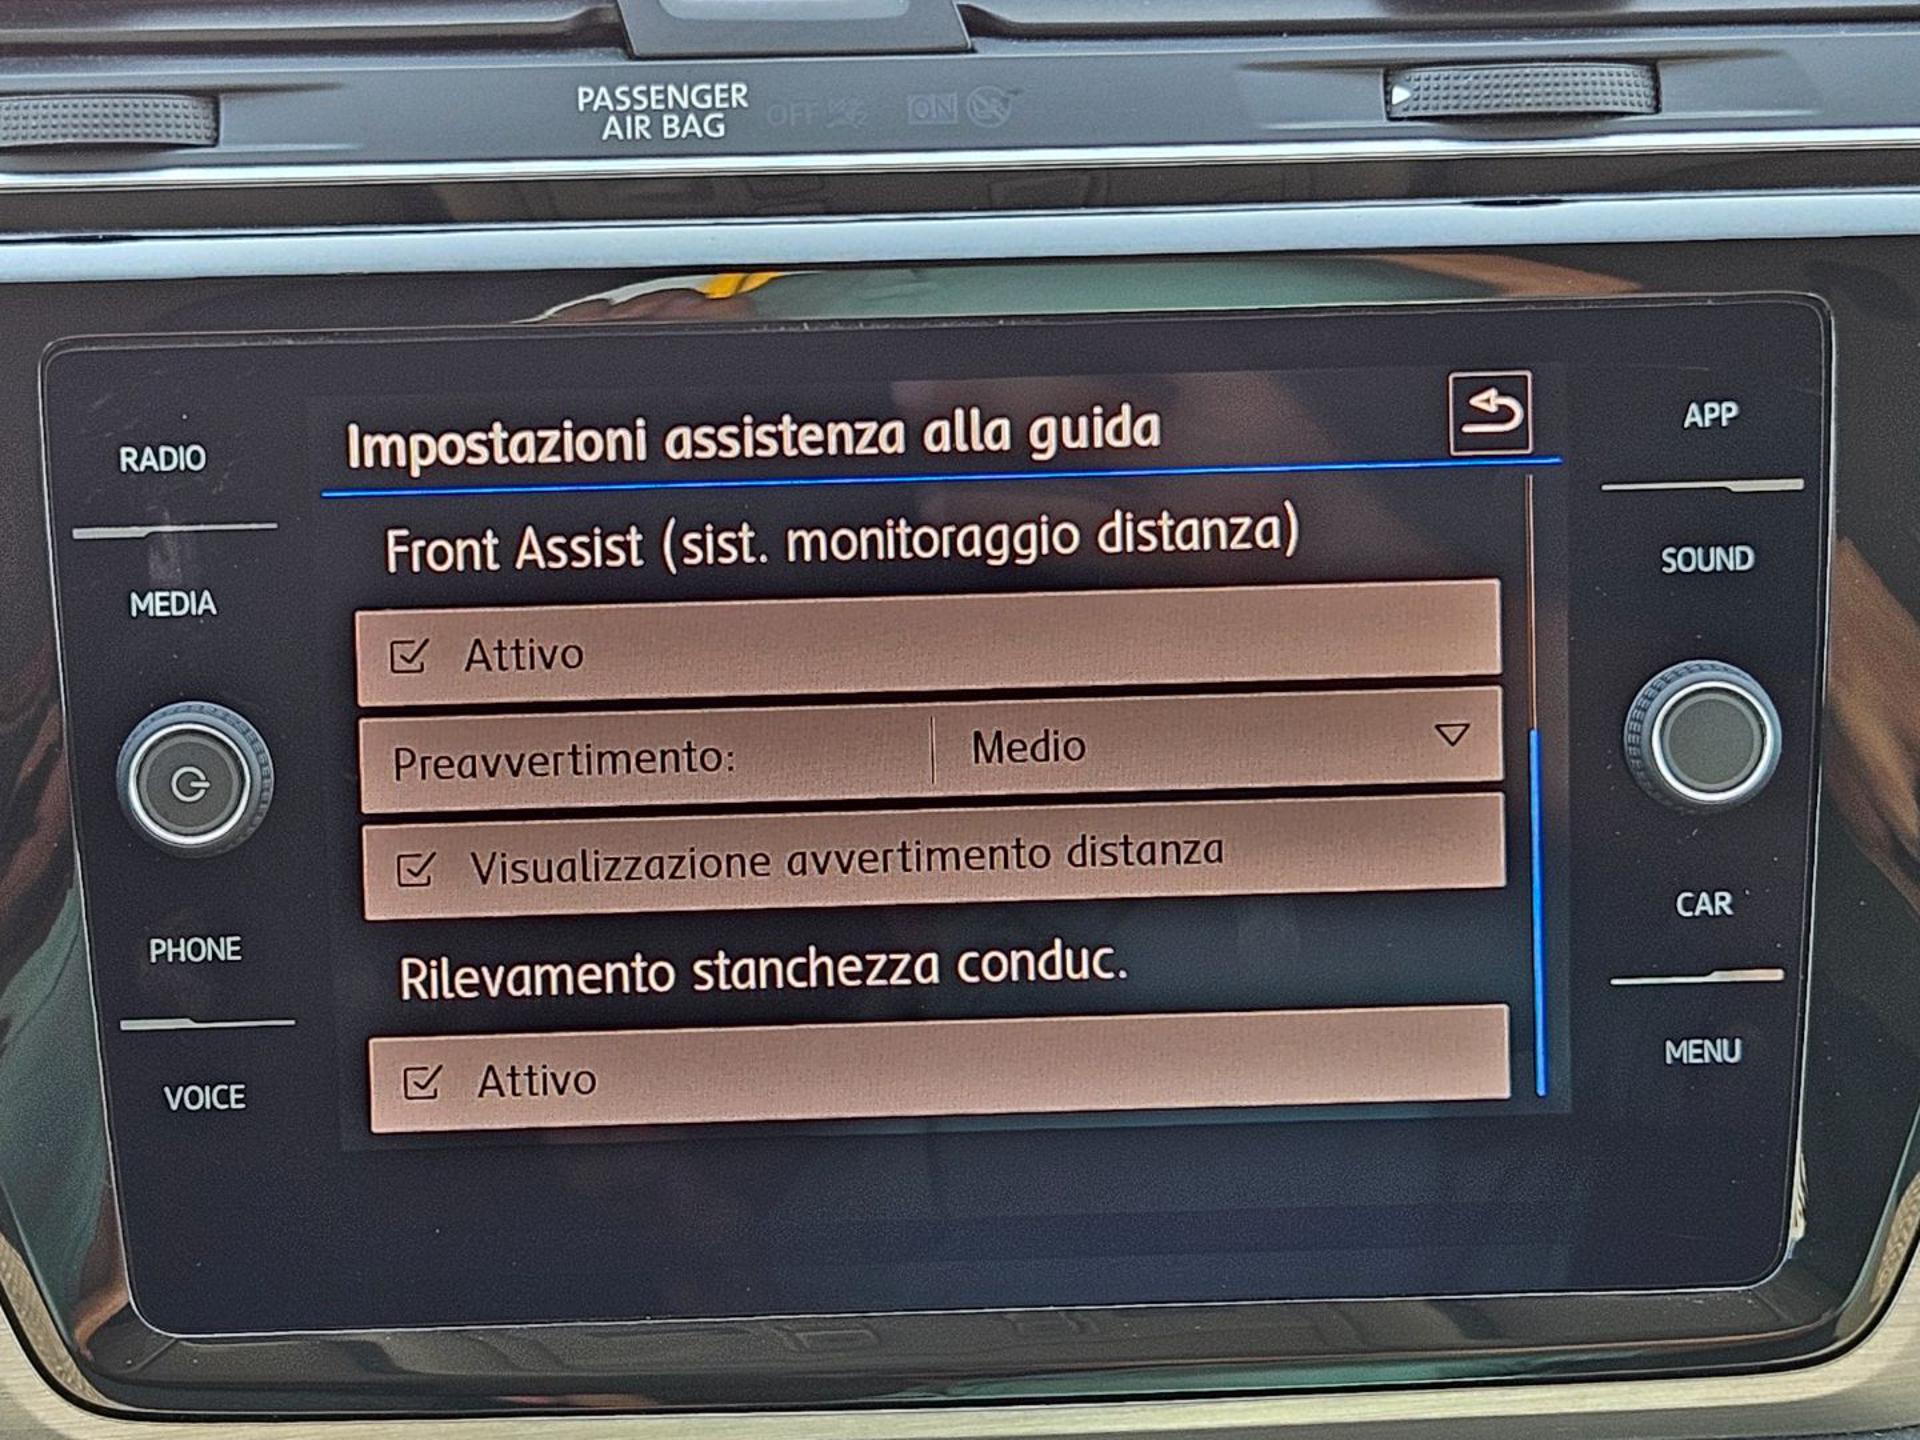 PASSENGER
AIR BAG
OFF ON
Impostazioni assistenza alla guida
Front Assist (sist. monitoraggio distanza)
Attivo
Preavvertimento: Medio
Visualizzazione avvertimento distanza
Rilevamento stanchezza conduc.
Attivo
RADIO
MEDIA
PHONE
VOICE
APP
SOUND
CAR
MENU